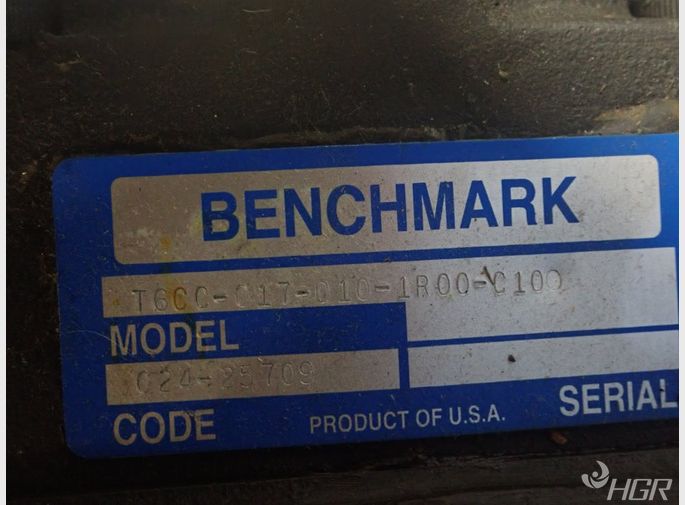 BENCHMARK
T6CC-017-010-1R00-C100
MODEL
C24-25709
CODE
PRODUCT OF U.S.A.
SERIAL
HGR